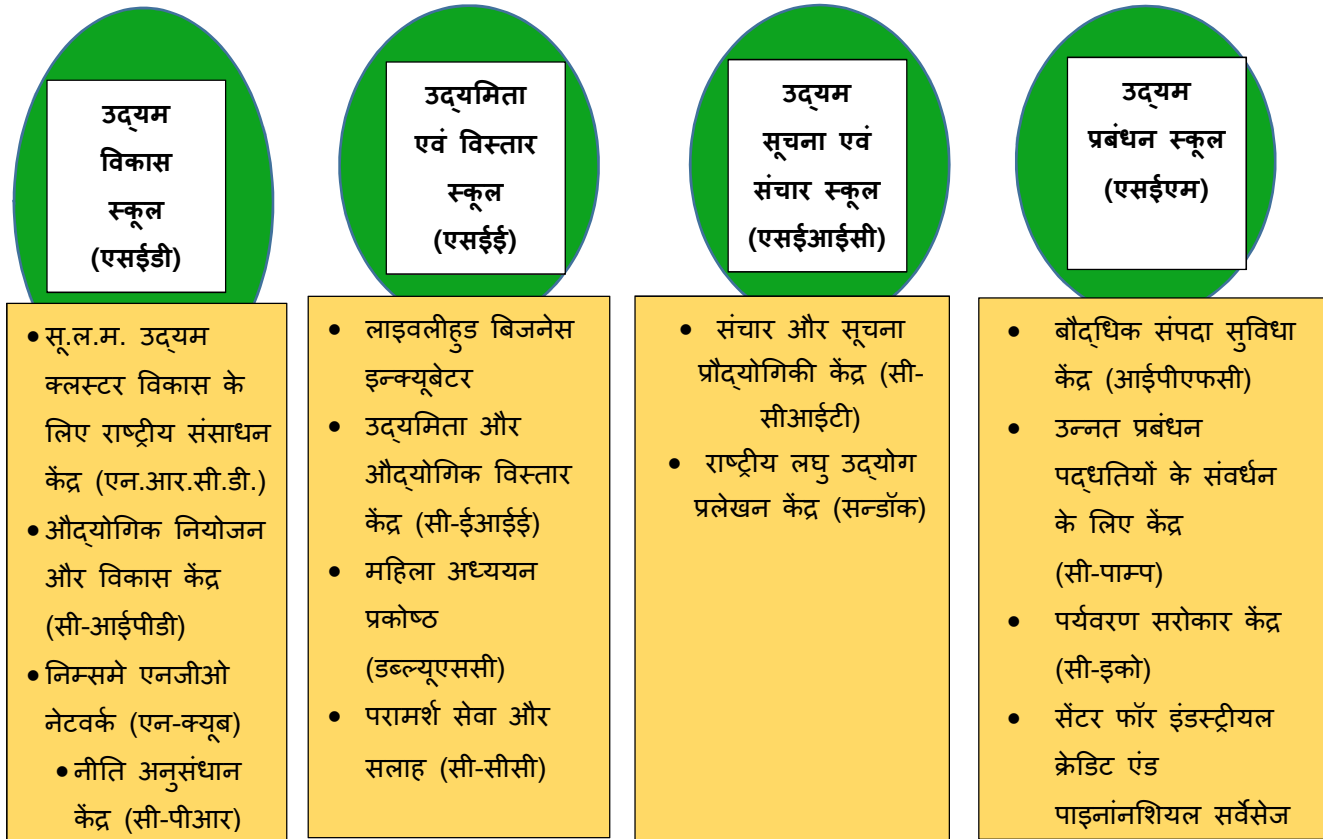 उद्यम
विकास
स्कूल
(एसईडी)
• सू.ल.म. उद्यम
क्लस्टर विकास के
लिए राष्ट्रीय संसाधन
केंद्र (एन.आर.सी.डी.)
• औद्योगिक नियोजन
और विकास केंद्र
(सी-आईपीडी)
• निम्समे एनजीओ
नेटवर्क (एन-क्यूब)
• नीति अनुसंधान
केंद्र (सी-पीआर)
उद्यमिता
एवं विस्तार
स्कूल
(एसईई)
• लाइवलीहुड बिजनेस
इन्क्यूबेटर
• उद्यमिता और
औद्योगिक विस्तार
केंद्र (सी-ईआईई)
• महिला अध्ययन
प्रकोष्ठ
(डब्ल्यूएससी)
• परामर्श सेवा और
सलाह (सी-सीसी)
उद्यम
सूचना एवं
संचार स्कूल
(एसईआईसी)
• संचार और सूचना
प्रौद्योगिकी केंद्र (सी-
सीआईटी)
• राष्ट्रीय लघु उद्योग
प्रलेखन केंद्र (सन्डॉक)
उद्यम
प्रबंधन स्कूल
(एसईएम)
• बौद्धिक संपदा सुविधा
केंद्र (आईपीएफसी)
• उन्नत प्रबंधन
पद्धतियों के संवर्धन
के लिए केंद्र
(सी-पाम्प)
• पर्यवरण सरोकार केंद्र
(सी-इको)
• सेंटर फॉर इंडस्ट्रीयल
क्रेडिट एंड
पाइनांनशियल सर्वेसेज